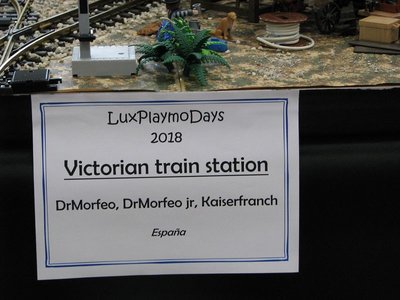 LuxPlaymoDays
2018
Victorian train station
DrMorfeo, DrMorfeo jr, Kaiserfranch
España